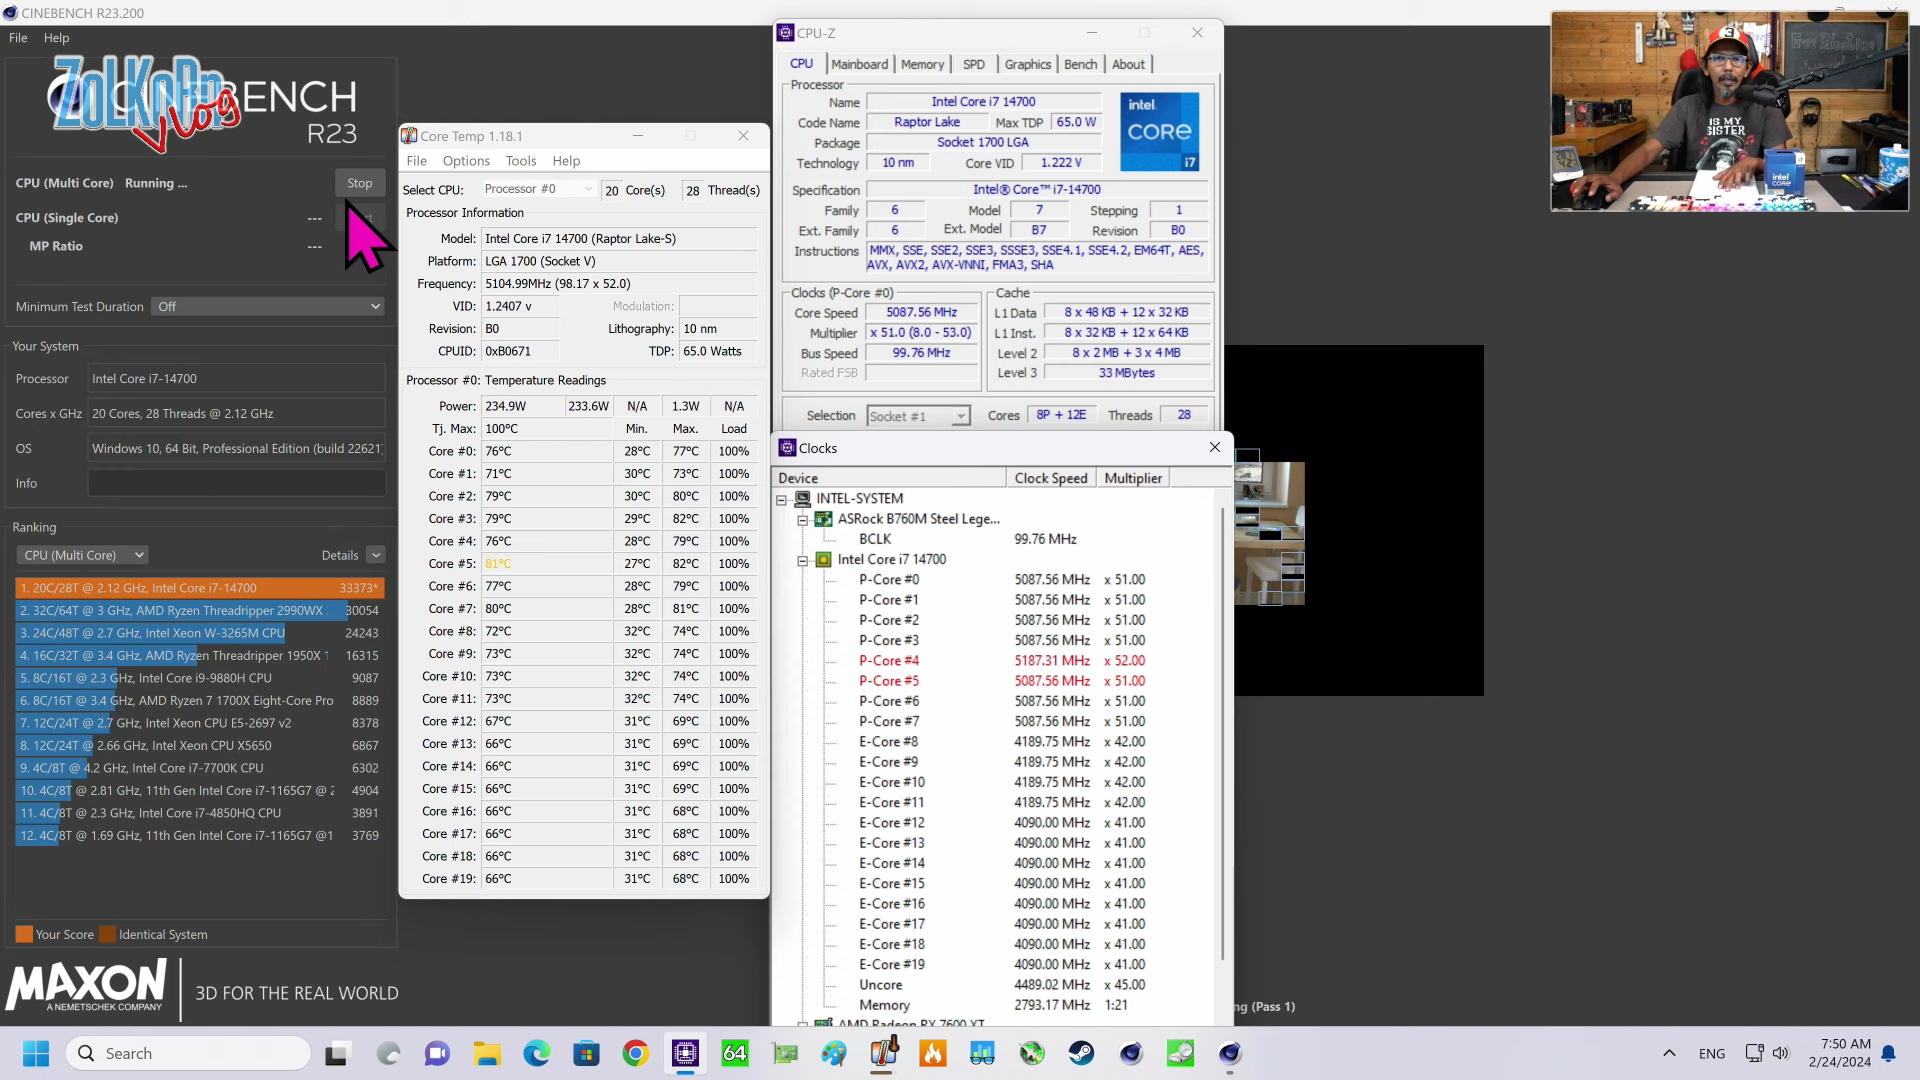 CINEBENCH R23.200
File Help
ZOLKORN Vlog
CINEBENCH
R23
CPU (Multi Core) Running ... Stop
CPU (Single Core) ---
MP Ratio ---
Minimum Test Duration Off
Your System
Processor Intel Core i7-14700
Cores x GHz 20 Cores, 28 Threads @ 2.12 GHz
OS Windows 10, 64 Bit, Professional Edition (build 22621)
Info
Ranking
CPU (Multi Core) Details
1. 20C/28T @ 2.12 GHz, Intel Core i7-14700 33373*
2. 32C/64T @ 3 GHz, AMD Ryzen Threadripper 2990WX 30054
3. 24C/48T @ 2.7 GHz, Intel Xeon W-3265M CPU 24243
4. 16C/32T @ 3.4 GHz, AMD Ryzen Threadripper 1950X 1 16315
5. 8C/16T @ 2.3 GHz, Intel Core i9-9880H CPU 9087
6. 8C/16T @ 3.4 GHz, AMD Ryzen 7 1700X Eight-Core Pro 8889
7. 12C/24T @ 2.7 GHz, Intel Xeon CPU E5-2697 v2 8378
8. 12C/24T @ 2.66 GHz, Intel Xeon CPU X5650 6867
9. 4C/8T @ 4.2 GHz, Intel Core i7-7700K CPU 6302
10. 4C/8T @ 2.81 GHz, 11th Gen Intel Core i7-1165G7 @ 2 4904
11. 4C/8T @ 2.3 GHz, Intel Core i7-4850HQ CPU 3891
12. 4C/8T @ 1.69 GHz, 11th Gen Intel Core i7-1165G7 @1 3769
Your Score Identical System
MAXON
A NEMETSCHEK COMPANY
3D FOR THE REAL WORLD
Core Temp 1.18.1
File Options Tools Help
Select CPU: Processor #0 20 Core(s) 28 Thread(s)
Processor Information
Model: Intel Core i7 14700 (Raptor Lake-S)
Platform: LGA 1700 (Socket V)
Frequency: 5104.99MHz (98.17 x 52.0)
VID: 1.2407 v Modulation:
Revision: B0 Lithography: 10 nm
CPUID: 0xB0671 TDP: 65.0 Watts
Processor #0: Temperature Readings
Power: 234.9W 233.6W N/A 1.3W N/A
Tj. Max: 100°C Min. Max. Load
Core #0: 76°C 28°C 77°C 100%
Core #1: 71°C 30°C 73°C 100%
Core #2: 79°C 30°C 80°C 100%
Core #3: 79°C 29°C 82°C 100%
Core #4: 76°C 28°C 79°C 100%
Core #5: 81°C 27°C 82°C 100%
Core #6: 77°C 28°C 79°C 100%
Core #7: 80°C 28°C 81°C 100%
Core #8: 72°C 32°C 74°C 100%
Core #9: 73°C 32°C 74°C 100%
Core #10: 73°C 32°C 74°C 100%
Core #11: 73°C 32°C 74°C 100%
Core #12: 67°C 31°C 69°C 100%
Core #13: 66°C 31°C 69°C 100%
Core #14: 66°C 31°C 69°C 100%
Core #15: 66°C 31°C 69°C 100%
Core #16: 66°C 31°C 68°C 100%
Core #17: 66°C 31°C 68°C 100%
Core #18: 66°C 31°C 68°C 100%
Core #19: 66°C 31°C 68°C 100%
CPU-Z
CPU Mainboard Memory SPD Graphics Bench About
Processor
Name Intel Core i7 14700
Code Name Raptor Lake Max TDP 65.0 W
Package Socket 1700 LGA
Technology 10 nm Core VID 1.222 V
intel CORE i7
Specification Intel® Core™ i7-14700
Family 6 Model 7 Stepping 1
Ext. Family 6 Ext. Model B7 Revision B0
Instructions MMX, SSE, SSE2, SSE3, SSSE3, SSE4.1, SSE4.2, EM64T, AES,
AVX, AVX2, AVX-VNNI, FMA3, SHA
Clocks (P-Core #0) Cache
Core Speed 5087.56 MHz L1 Data 8 x 48 KB + 12 x 32 KB
Multiplier x 51.0 (8.0 - 53.0) L1 Inst. 8 x 32 KB + 12 x 64 KB
Bus Speed 99.76 MHz Level 2 8 x 2 MB + 3 x 4 MB
Rated FSB Level 3 33 MBytes
Selection Socket #1 Cores 8P + 12E Threads 28
Clocks
Device Clock Speed Multiplier
INTEL-SYSTEM
ASRock B760M Steel Lege...
BCLK 99.76 MHz
Intel Core i7 14700
P-Core #0 5087.56 MHz x 51.00
P-Core #1 5087.56 MHz x 51.00
P-Core #2 5087.56 MHz x 51.00
P-Core #3 5087.56 MHz x 51.00
P-Core #4 5187.31 MHz x 52.00
P-Core #5 5087.56 MHz x 51.00
P-Core #6 5087.56 MHz x 51.00
P-Core #7 5087.56 MHz x 51.00
E-Core #8 4189.75 MHz x 42.00
E-Core #9 4189.75 MHz x 42.00
E-Core #10 4189.75 MHz x 42.00
E-Core #11 4189.75 MHz x 42.00
E-Core #12 4090.00 MHz x 41.00
E-Core #13 4090.00 MHz x 41.00
E-Core #14 4090.00 MHz x 41.00
E-Core #15 4090.00 MHz x 41.00
E-Core #16 4090.00 MHz x 41.00
E-Core #17 4090.00 MHz x 41.00
E-Core #18 4090.00 MHz x 41.00
E-Core #19 4090.00 MHz x 41.00
Uncore 4489.02 MHz x 45.00
Memory 2793.17 MHz 1:21
AMD Radeon RX 7600 XT
ng (Pass 1)
Free Palestine!
IS MY
SISTER
intel
CORE
Search
64
ENG
7:50 AM
2/24/2024